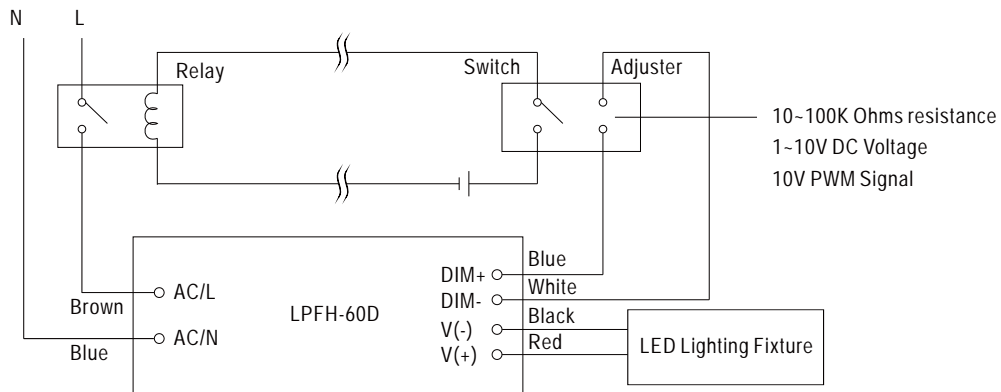 N L
Relay
Switch
Adjuster
10~100K Ohms resistance
1~10V DC Voltage
10V PWM Signal
Brown
Blue
AC/L
AC/N
LPFH-60D
DIM+
DIM-
V(-)
V(+)
Blue
White
Black
Red
LED Lighting Fixture